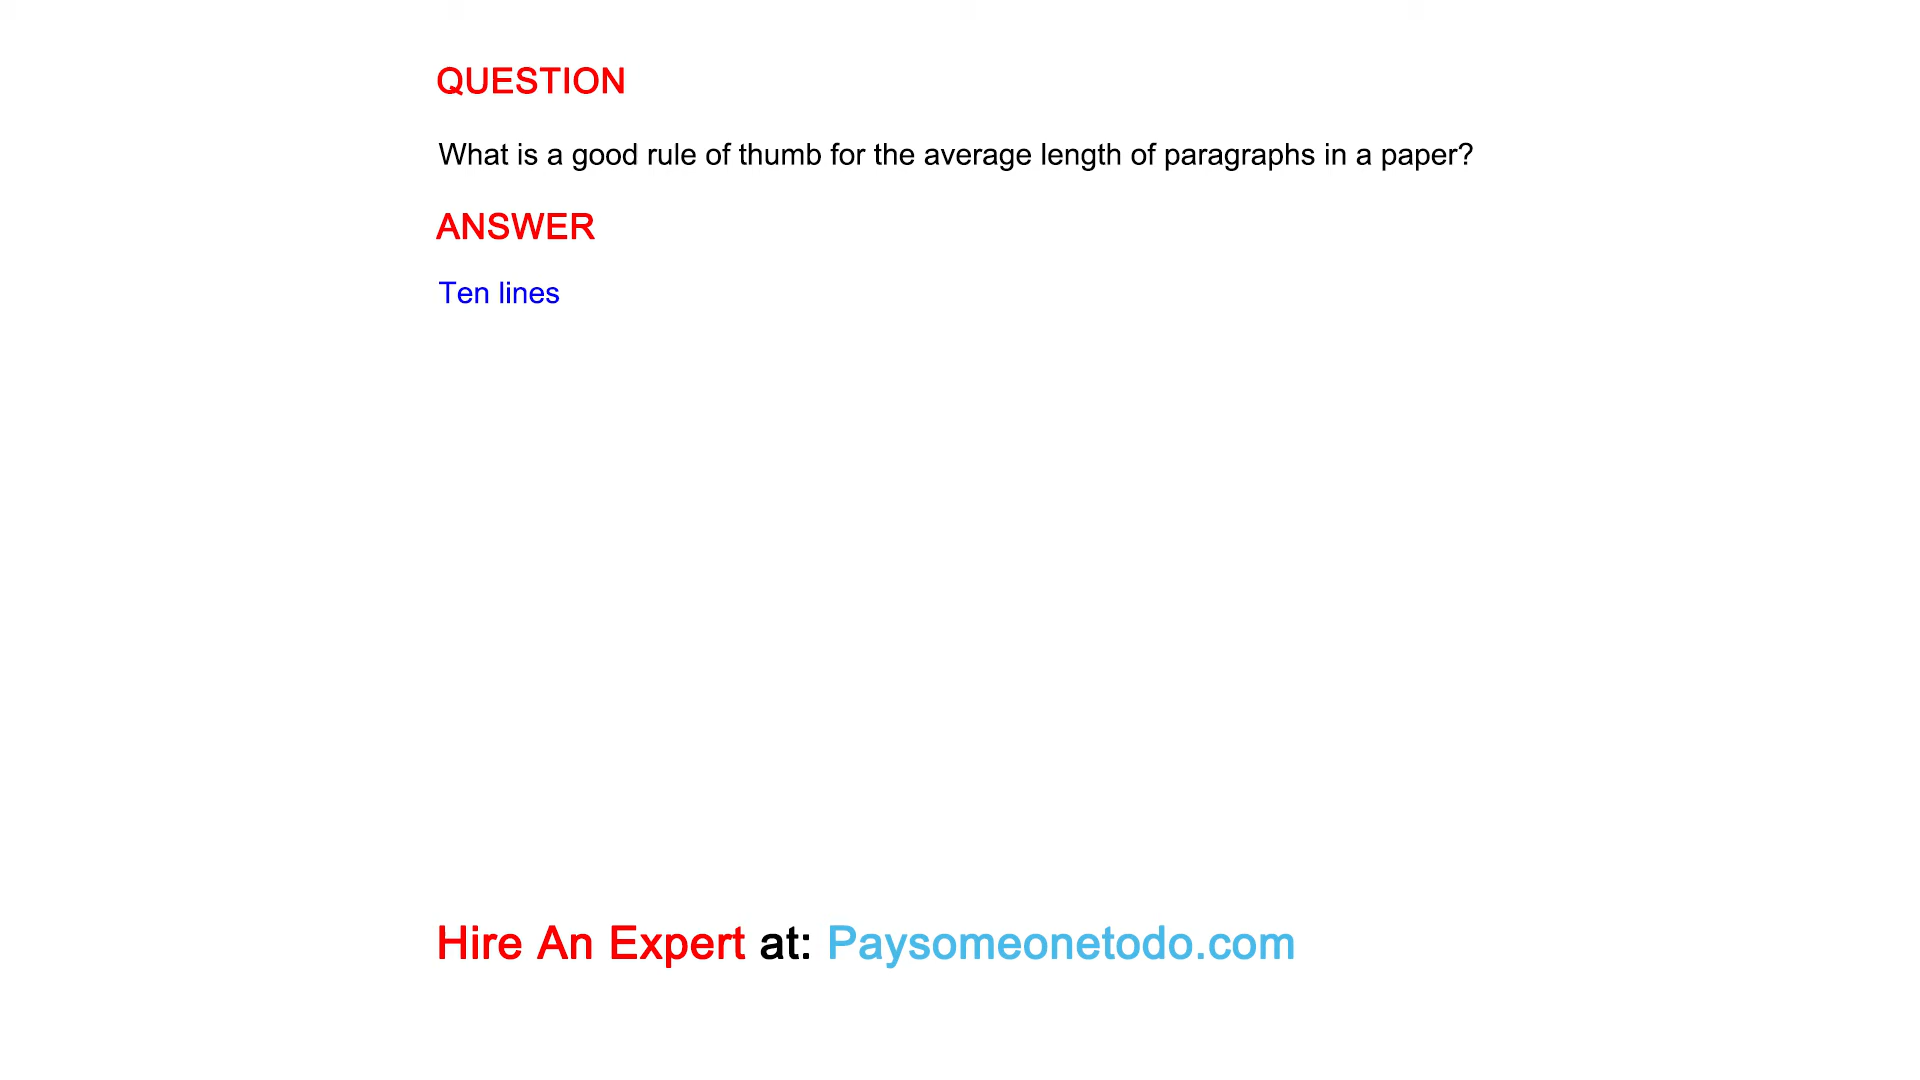 QUESTION
What is a good rule of thumb for the average length of paragraphs in a paper?
ANSWER
Ten lines
Hire An Expert at: Paysomeonetodo.com